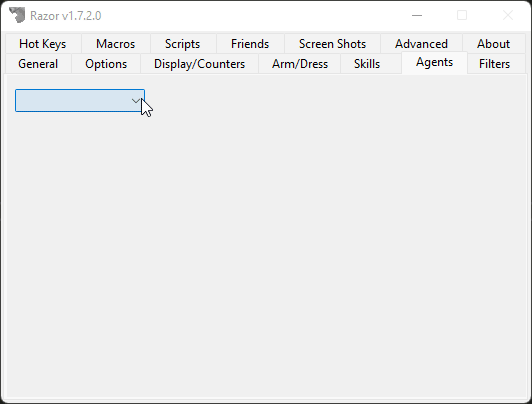 Razor v1.7.2.0
Hot Keys Macros Scripts Friends Screen Shots Advanced About
General Options Display/Counters Arm/Dress Skills Agents Filters